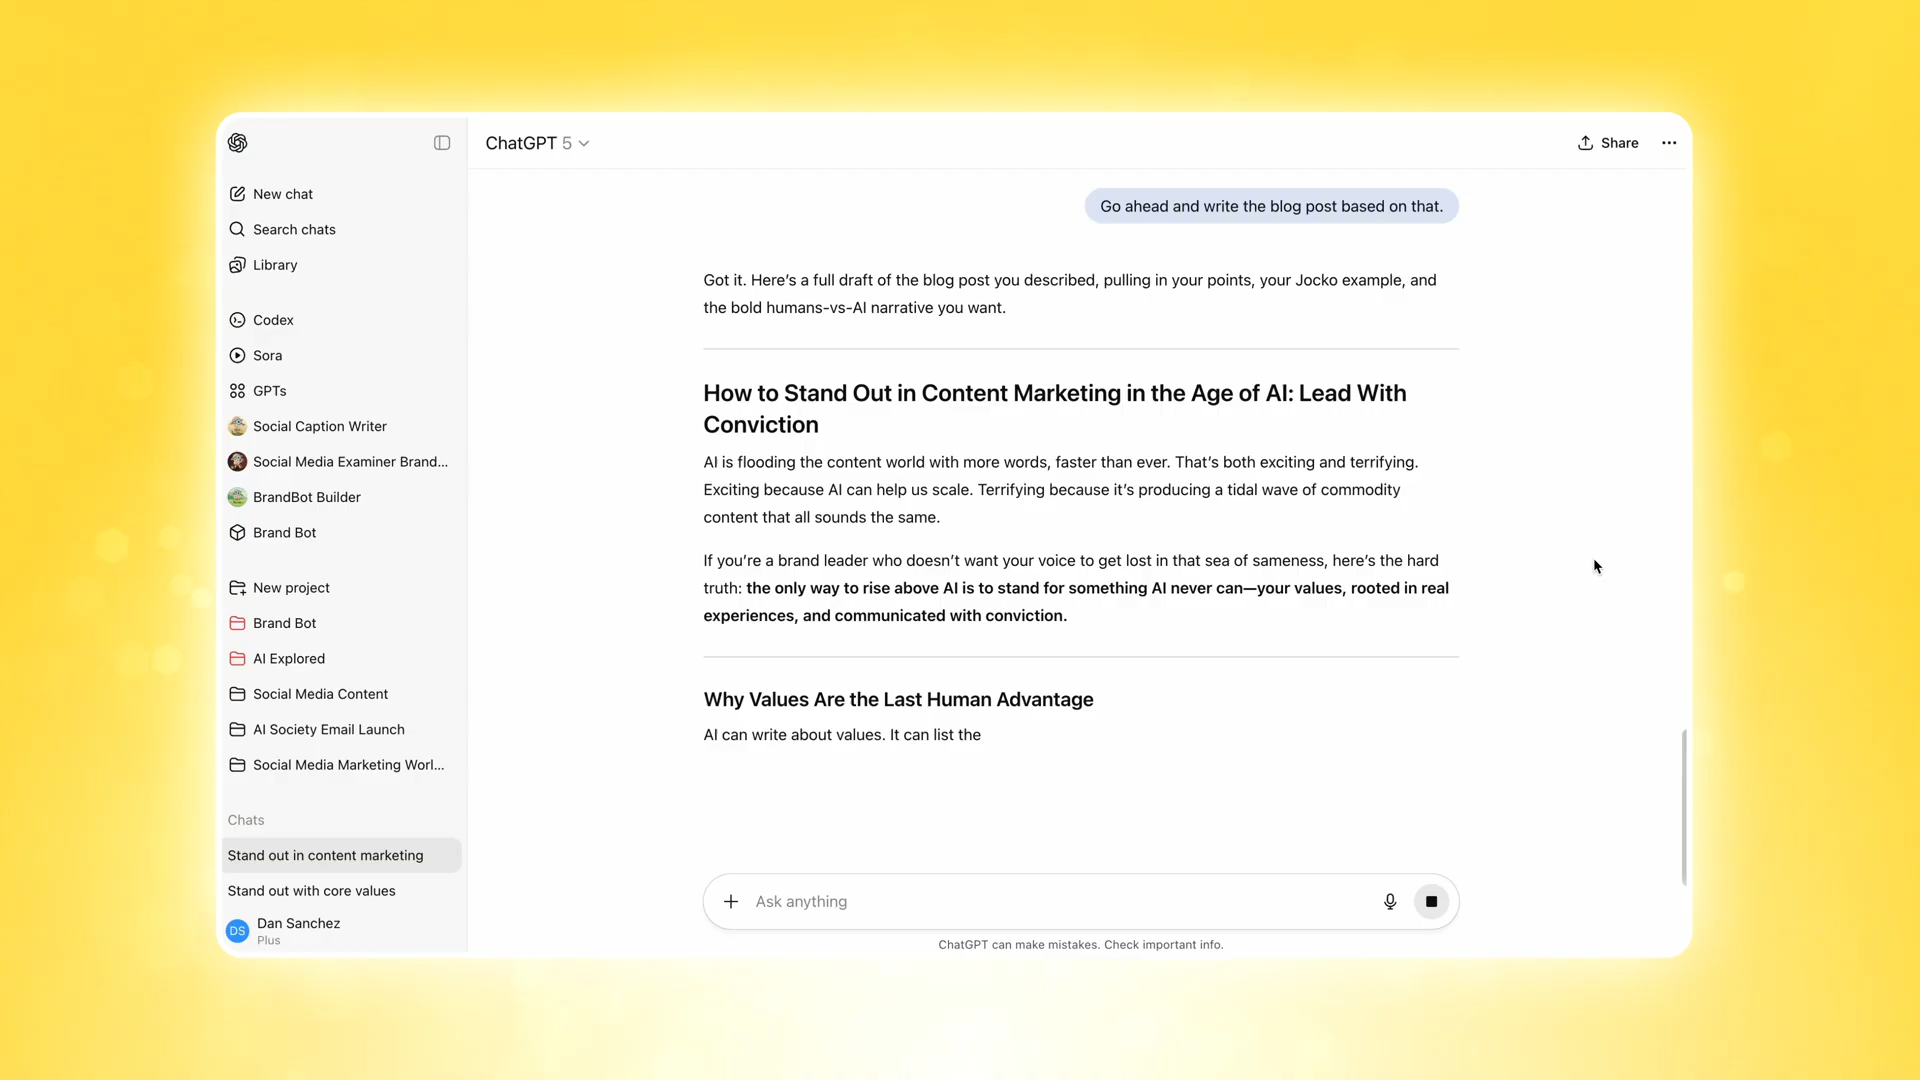 ChatGPT 5
Share
New chat
Search chats
Library
Codex
Sora
GPTs
Social Caption Writer
Social Media Examiner Brand...
BrandBot Builder
Brand Bot
New project
Brand Bot
AI Explored
Social Media Content
AI Society Email Launch
Social Media Marketing Worl...
Chats
Stand out in content marketing
Stand out with core values
DS
Dan Sanchez
Plus
Go ahead and write the blog post based on that.
Got it. Here’s a full draft of the blog post you described, pulling in your points, your Jocko example, and
the bold humans-vs-AI narrative you want.
How to Stand Out in Content Marketing in the Age of AI: Lead With
Conviction
AI is flooding the content world with more words, faster than ever. That’s both exciting and terrifying.
Exciting because AI can help us scale. Terrifying because it’s producing a tidal wave of commodity
content that all sounds the same.
If you’re a brand leader who doesn’t want your voice to get lost in that sea of sameness, here’s the hard
truth: the only way to rise above AI is to stand for something AI never can—your values, rooted in real
experiences, and communicated with conviction.
Why Values Are the Last Human Advantage
AI can write about values. It can list the
Ask anything
ChatGPT can make mistakes. Check important info.